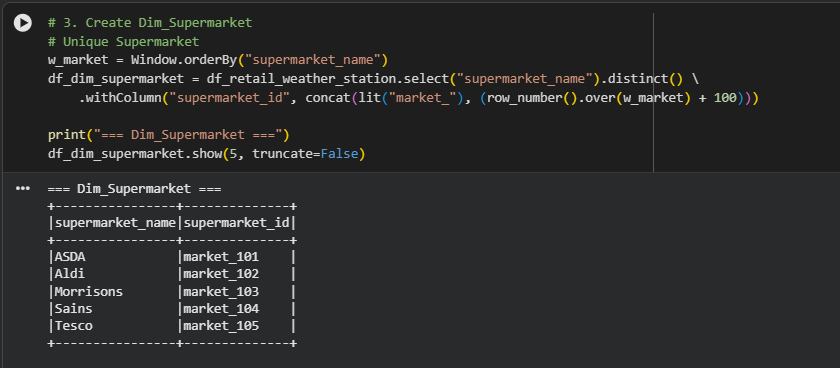 # 3. Create Dim_Supermarket
# Unique Supermarket
w_market = Window.orderBy("supermarket_name")
df_dim_supermarket = df_retail_weather_station.select("supermarket_name").distinct() \
    .withColumn("supermarket_id", concat(lit("market_"), (row_number().over(w_market) + 100)))

print("=== Dim_Supermarket ===")
df_dim_supermarket.show(5, truncate=False)
=== Dim_Supermarket ===
+----------------+--------------+
|supermarket_name|supermarket_id|
+----------------+--------------+
|ASDA            |market_101    |
|Aldi            |market_102    |
|Morrisons       |market_103    |
|Sains           |market_104    |
|Tesco           |market_105    |
+----------------+--------------+